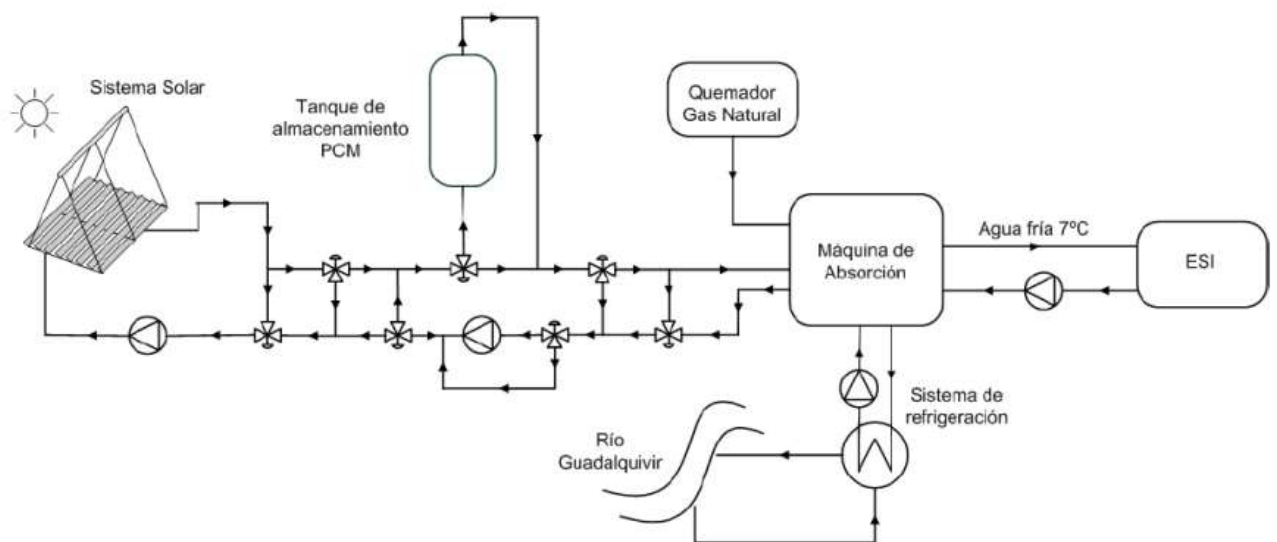 Sistema Solar
Tanque de
almacenamiento
PCM
Quemador
Gas Natural
Máquina de
Absorción
Agua fría 7ºC
ESI
Sistema de
refrigeración
Río
Guadalquivir